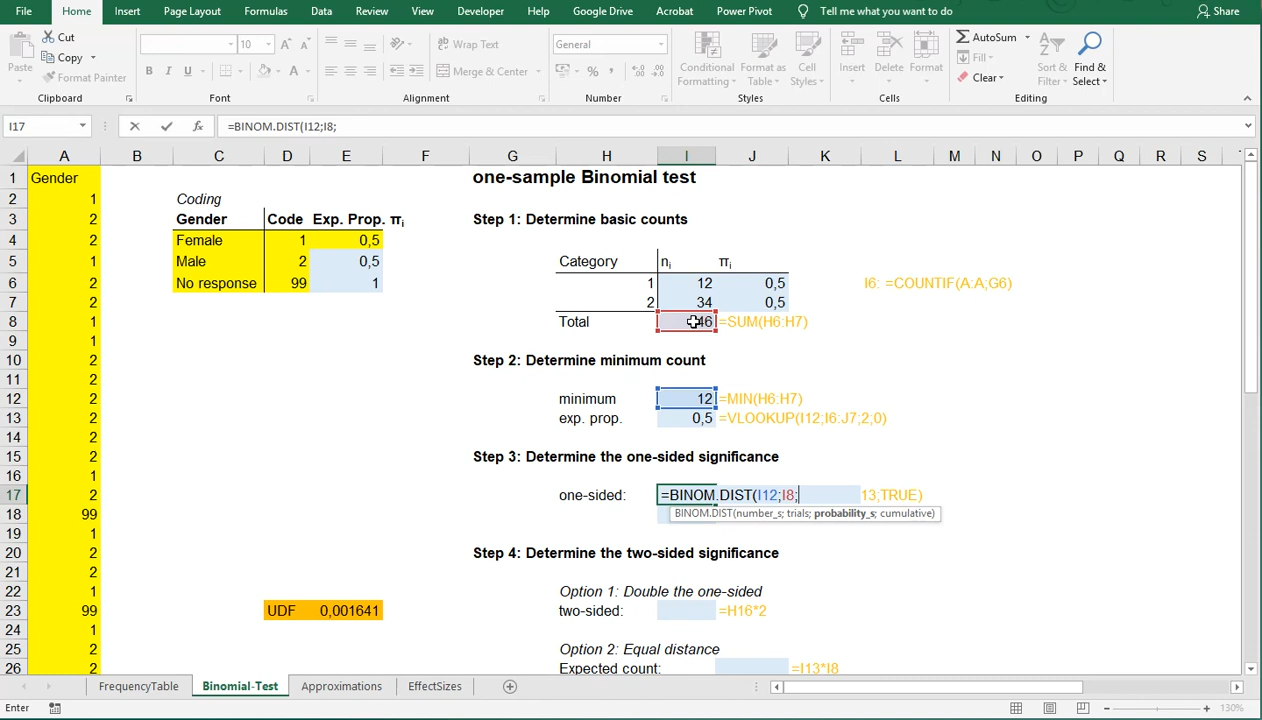 File Home Insert Page Layout Formulas Data Review View Developer Help Google Drive Acrobat Power Pivot Tell me what you want to do Share
Paste Cut Copy Format Painter Clipboard
10 A A B I U A Font
Wrap Text Merge & Center Alignment
General % Number
Conditional Formatting Format as Table Cell Styles Styles
Insert Delete Format Cells
AutoSum Fill Clear Sort & Filter Find & Select Editing
I17 fx =BINOM.DIST(I12;I8;
A B C D E F G H I J K L M N O P Q R S
1 Gender one-sample Binomial test
2 1 Coding
3 2 Gender Code Exp. Prop. πi Step 1: Determine basic counts
4 2 Female 1 0,5
5 1 Male 2 0,5 Category ni πi
6 2 No response 99 1 1 12 0,5 I6: =COUNTIF(A:A;G6)
7 2 2 34 0,5
8 1 Total 46 =SUM(H6:H7)
9 1
10 2 Step 2: Determine minimum count
11 2
12 2 minimum 12 =MIN(H6:H7)
13 2 exp. prop. 0,5 =VLOOKUP(I12;I6:J7;2;0)
14 2
15 2 Step 3: Determine the one-sided significance
16 1
17 2 one-sided: =BINOM.DIST(I12;I8; 13;TRUE)
18 99 BINOM.DIST(number_s; trials; probability_s; cumulative)
19 1
20 2 Step 4: Determine the two-sided significance
21 2
22 1 Option 1: Double the one-sided
23 99 UDF 0,001641 two-sided: =H16*2
24 1
25 2 Option 2: Equal distance
26 2 Expected count: =I13*I8
FrequencyTable Binomial-Test Approximations EffectSizes
Enter 130%